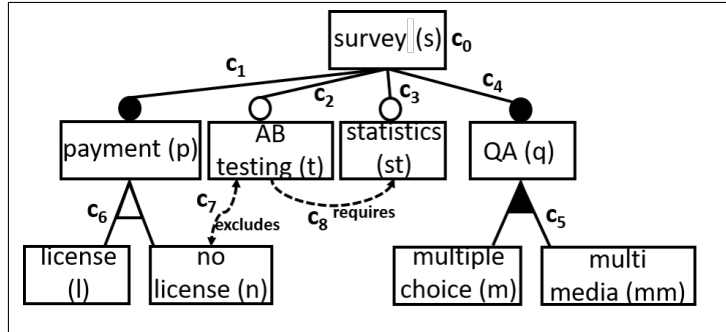 survey (s) c0
c1
c2
c3
c4
payment (p)
AB
testing (t)
statistics
(st)
QA (q)
c6
c7
excludes
c8
requires
c5
license
(l)
no
license (n)
multiple
choice (m)
multi
media (mm)